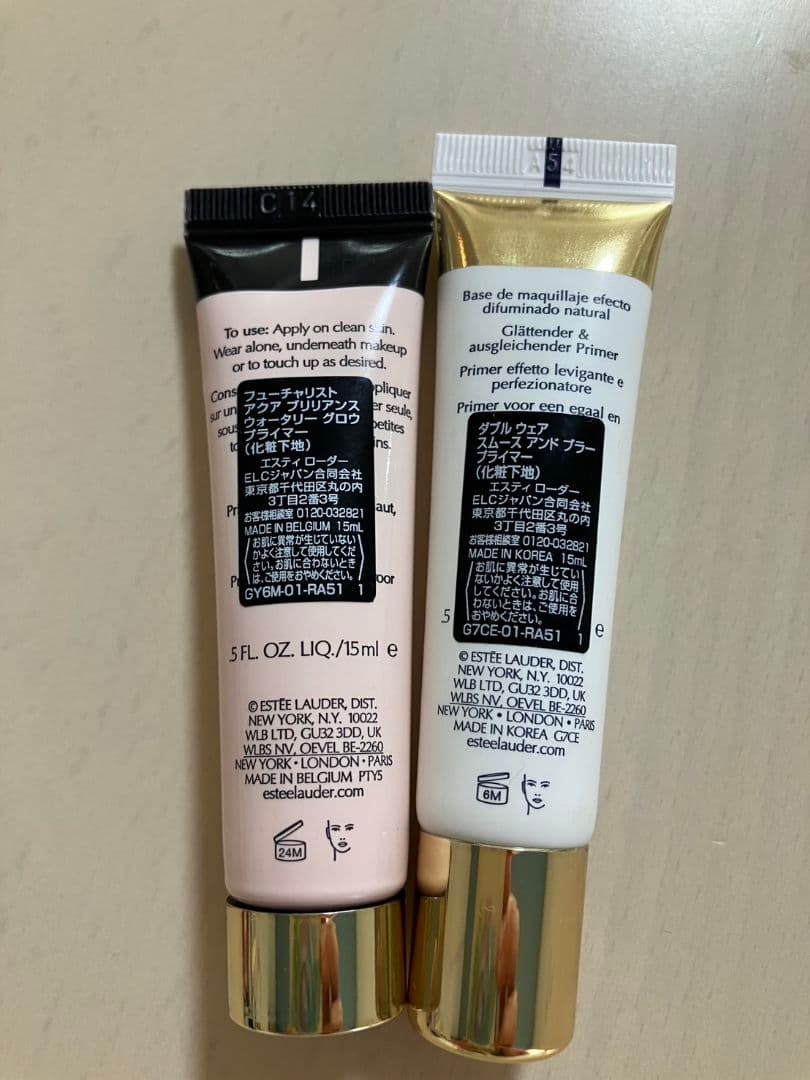 C14
To use: Apply on clean skin.
Wear alone, underneath makeup
or to touch up as desired.
フューチャリスト
アクア ブリリアンス
ウォータリー グロウ
プライマー
(化粧下地)
エスティ ローダー
ELCジャパン合同会社
東京都千代田区丸の内
3丁目2番3号
お客様相談室 0120-032821
MADE IN BELGIUM 15mL
お肌に異常が生じていない
かよく注意して使用してくだ
さい。お肌に合わないとき
は、ご使用をおやめください。
GY6M-01-RA51 1
.5 FL. OZ. LIQ./15ml e
© ESTĒE LAUDER, DIST.
NEW YORK, N.Y. 10022
WLB LTD, GU32 3DD, UK
WLBS NV, OEVEL BE-2260
NEW YORK • LONDON • PARIS
MADE IN BELGIUM PTY5
esteelauder.com
24M
A54
Base de maquillaje efecto
difuminado natural
Glättender &
ausgleichender Primer
Primer effetto levigante e
perfezionatore
Primer voor een egaal en
ダブル ウェア
スムース アンド ブラー
プライマー
(化粧下地)
エスティ ローダー
ELCジャパン合同会社
東京都千代田区丸の内
3丁目2番3号
お客様相談室 0120-032821
MADE IN KOREA 15mL
お肌に異常が生じてい
ないかよく注意して使用
してください。お肌に合
わないときは、ご使用を
おやめください。
G7CE-01-RA51 1
.5 e
© ESTĒE LAUDER, DIST.
NEW YORK, N.Y. 10022
WLB LTD, GU32 3DD, UK
WLBS NV, OEVEL BE-2260
NEW YORK • LONDON • PARIS
MADE IN KOREA G7CE
esteelauder.com
6M